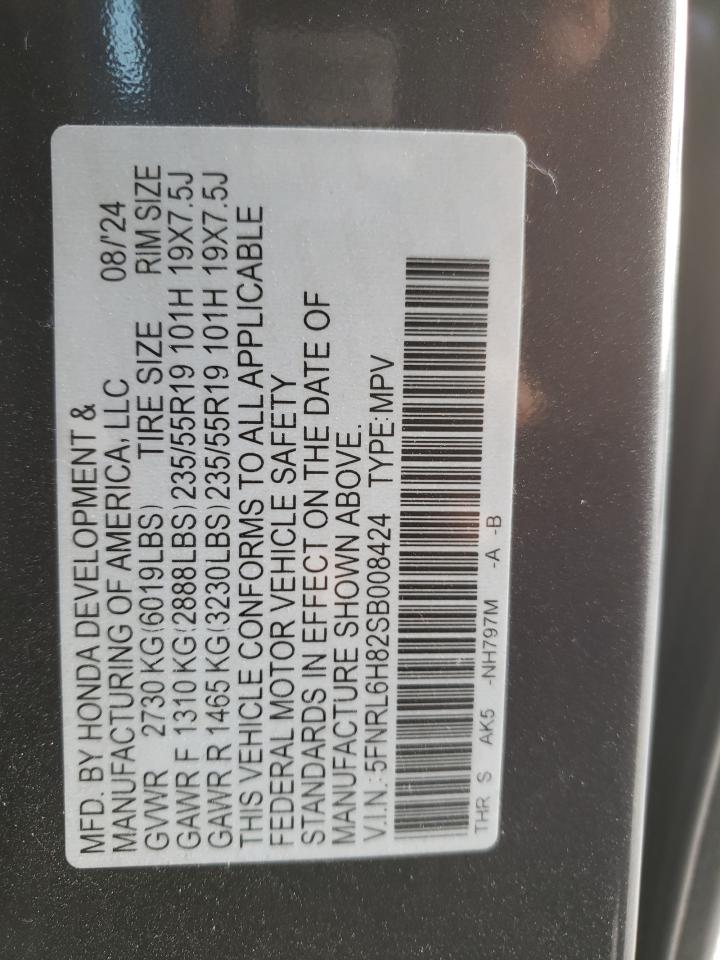 MFD. BY HONDA DEVELOPMENT &
MANUFACTURING OF AMERICA, LLC 08/'24
GVWR 2730 KG(6019LBS) TIRE SIZE RIM SIZE
GAWR F 1310 KG(2888LBS)235/55R19 101H 19X7.5J
GAWR R 1465 KG(3230LBS)235/55R19 101H 19X7.5J
THIS VEHICLE CONFORMS TO ALL APPLICABLE
FEDERAL MOTOR VEHICLE SAFETY
STANDARDS IN EFFECT ON THE DATE OF
MANUFACTURE SHOWN ABOVE.
V.I.N.:5FNRL6H82SB008424 TYPE:MPV
THR S AK5 -NH797M -A -B